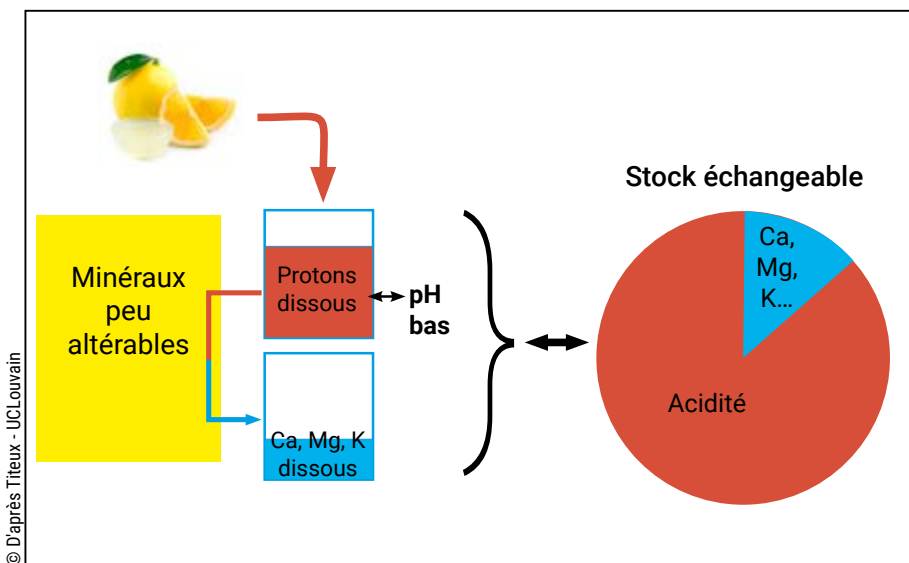 Stock échangeable
Minéraux
peu
altérables
Protons
dissous
pH
bas
Ca, Mg, K
dissous
Ca,
Mg,
K...
Acidité
© D'après Titeux - UCLouvain